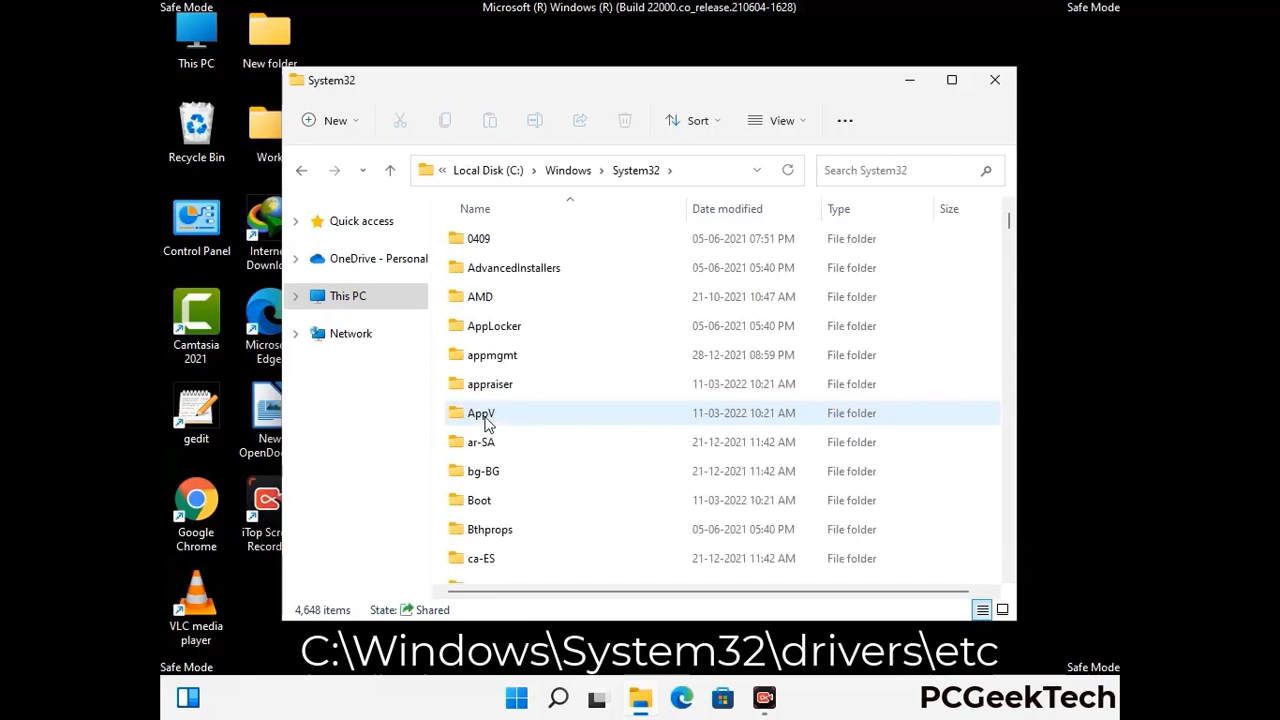 Safe Mode
Microsoft (R) Windows (R) (Build 22000.co_release.210604-1628)
Safe Mode
This PC
New folder
Recycle Bin
Work
Control Panel
Internet
Downlo
Camtasia
2021
Micros
Edge
gedit
New
OpenDo
Google
Chrome
iTop Scre
Record
VLC media
player
System32
New
Sort
View
Local Disk (C:)
Windows
System32
Search System32
Quick access
OneDrive - Personal
This PC
Network
Name Date modified Type Size
0409 05-06-2021 07:51 PM File folder
AdvancedInstallers 05-06-2021 05:40 PM File folder
AMD 21-10-2021 10:47 AM File folder
AppLocker 05-06-2021 05:40 PM File folder
appmgmt 28-12-2021 08:59 PM File folder
appraiser 11-03-2022 10:21 AM File folder
AppV 11-03-2022 10:21 AM File folder
ar-SA 21-12-2021 11:42 AM File folder
bg-BG 21-12-2021 11:42 AM File folder
Boot 11-03-2022 10:21 AM File folder
Bthprops 05-06-2021 05:40 PM File folder
ca-ES 21-12-2021 11:42 AM File folder
4,648 items State: Shared
C:\Windows\System32\drivers\etc
Safe Mode
Safe Mode
PCGeekTech